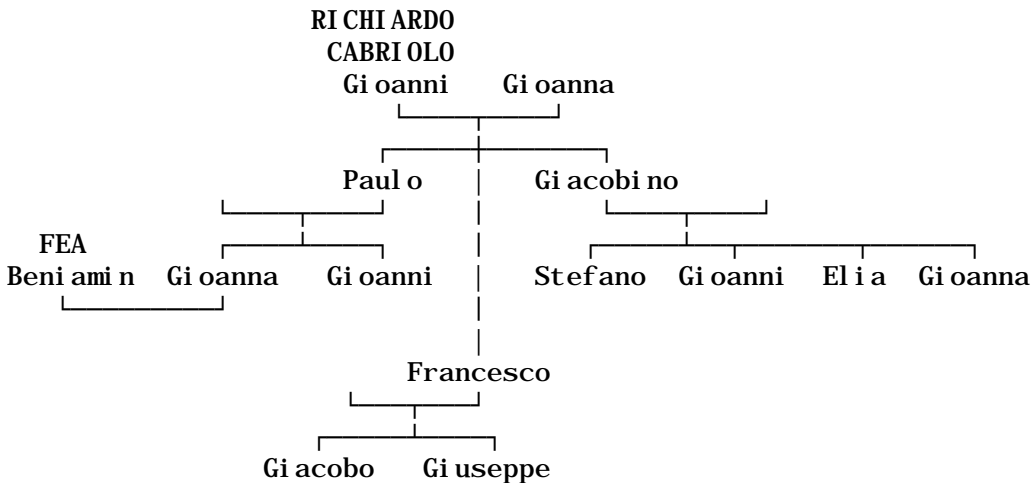 RICHIARDO
CABRIOLO
Gioanni Gioanna
Paulo Giacobino
FEA
Beniamin Gioanna Gioanni Stefano Gioanni Elia Gioanna
Francesco
Giacobo Giuseppe